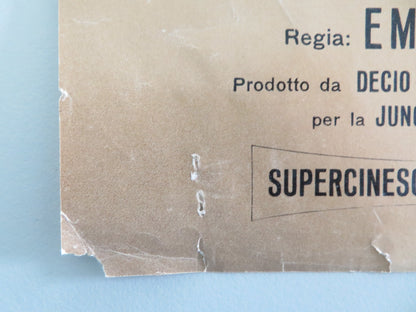 Regia: EM
Prodotto da DECIO
per la JUNG
SUPERCINESC